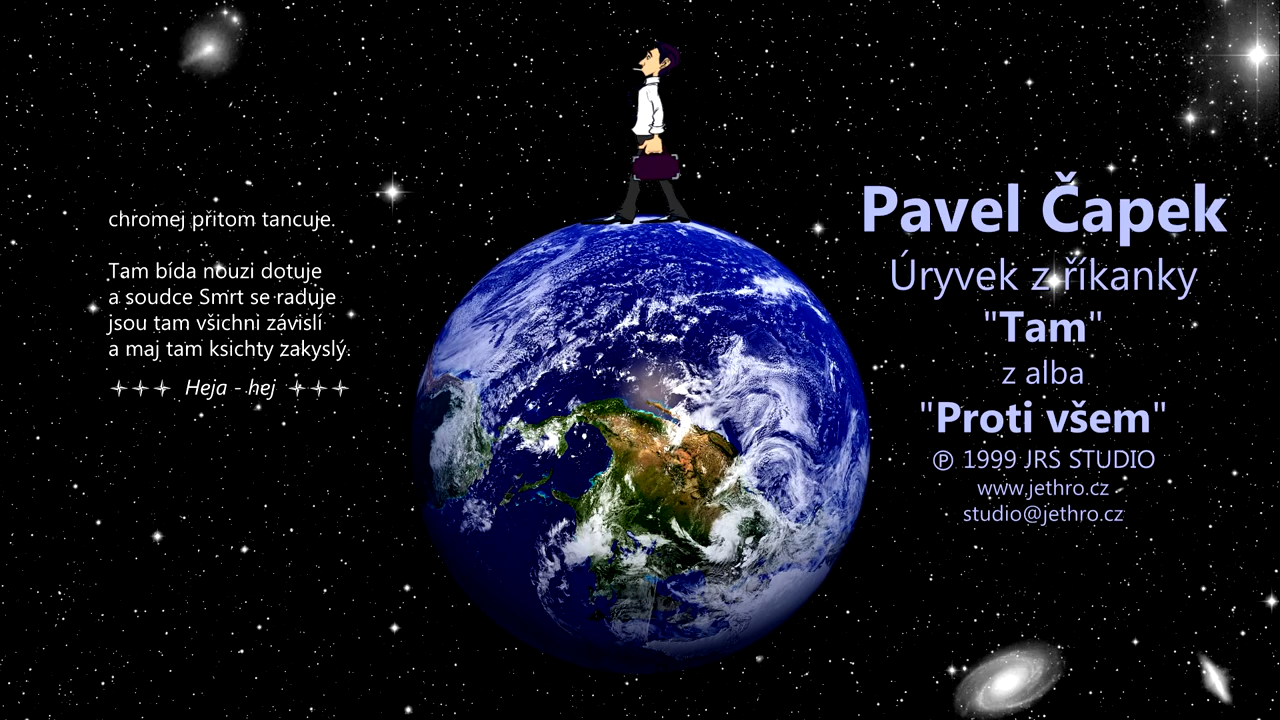 chromej přitom tancuje.
Tam bída nouzi dotuje
a soudce Smrt se raduje
jsou tam všichni závislí
a maj tam ksichty zakyslý.
Heja - hej
Pavel Čapek
Úryvek z říkanky
"Tam"
z alba
"Proti všem"
℗ 1999 JRS STUDIO
www.jethro.cz
studio@jethro.cz